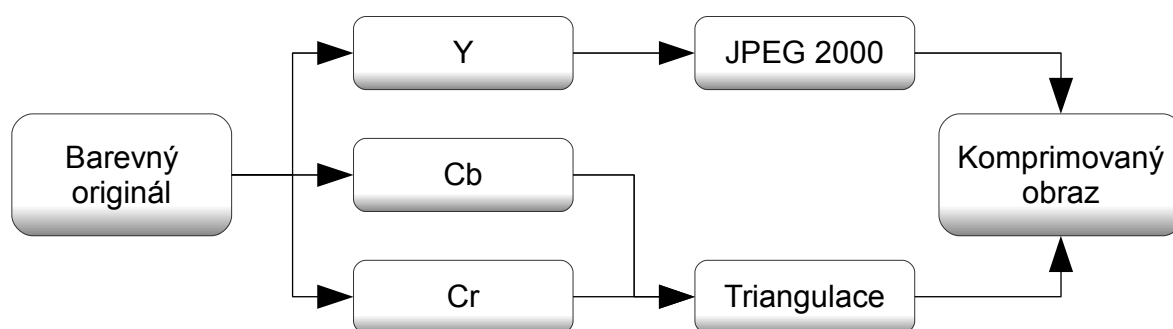 Y
JPEG 2000
Barevný
originál
Cb
Komprimovaný
obraz
Cr
Triangulace